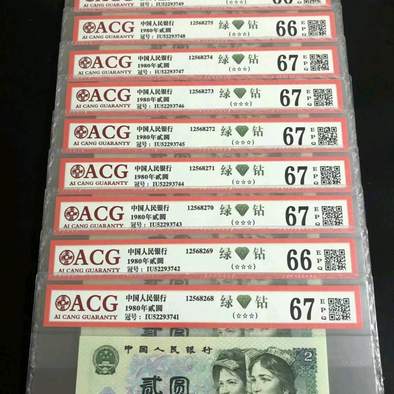 AI CANG GUARANTY 冠号: IU52293749 (☆☆☆)
ACG 中国人民银行 12568275 绿 钻 66 E P Q
AI CANG GUARANTY 1980年贰圆
冠号: IU52293748 (☆☆☆)
ACG 中国人民银行 12568274 绿 钻 67 E P Q
AI CANG GUARANTY 1980年贰圆
冠号: IU52293747 (☆☆☆)
ACG 中国人民银行 12568273 绿 钻 67 E P Q
AI CANG GUARANTY 1980年贰圆
冠号: IU52293746 (☆☆☆)
ACG 中国人民银行 12568272 绿 钻 67 E P Q
AI CANG GUARANTY 1980年贰圆
冠号: IU52293745 (☆☆☆)
ACG 中国人民银行 12568271 绿 钻 67 E P Q
AI CANG GUARANTY 1980年贰圆
冠号: IU52293744 (☆☆☆)
ACG 中国人民银行 12568270 绿 钻 67 E P Q
AI CANG GUARANTY 1980年贰圆
冠号: IU52293743 (☆☆☆)
ACG 中国人民银行 12568269 绿 钻 66 E P Q
AI CANG GUARANTY 1980年贰圆
冠号: IU52293742 (☆☆☆)
ACG 中国人民银行 12568268 绿 钻 67 E P Q
AI CANG GUARANTY 1980年贰圆
冠号: IU52293741 (☆☆☆)
中国人民银行 2
贰圆